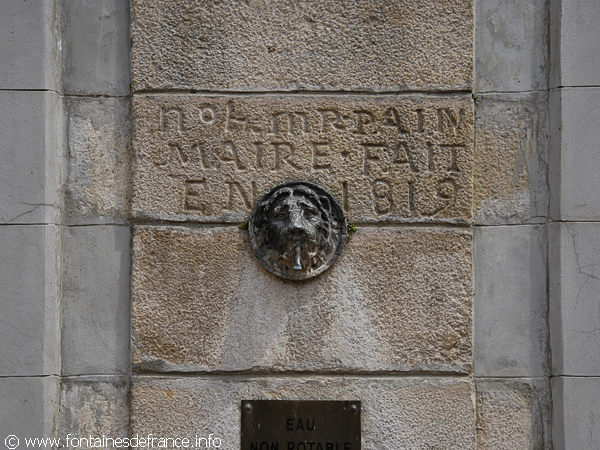 noh. mR. PAIN
MAIRE · FAIT
EN 1819
EAU
NON POTABLE
© www.fontainesdefrance.info